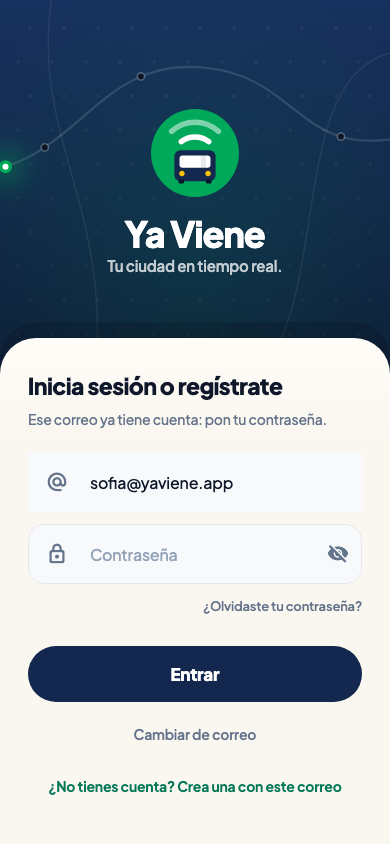 Ya Viene
Tu ciudad en tiempo real.
Inicia sesión o regístrate
Ese correo ya tiene cuenta: pon tu contraseña.
sofia@yaviene.app
Contraseña
¿Olvidaste tu contraseña?
Entrar
Cambiar de correo
¿No tienes cuenta? Crea una con este correo